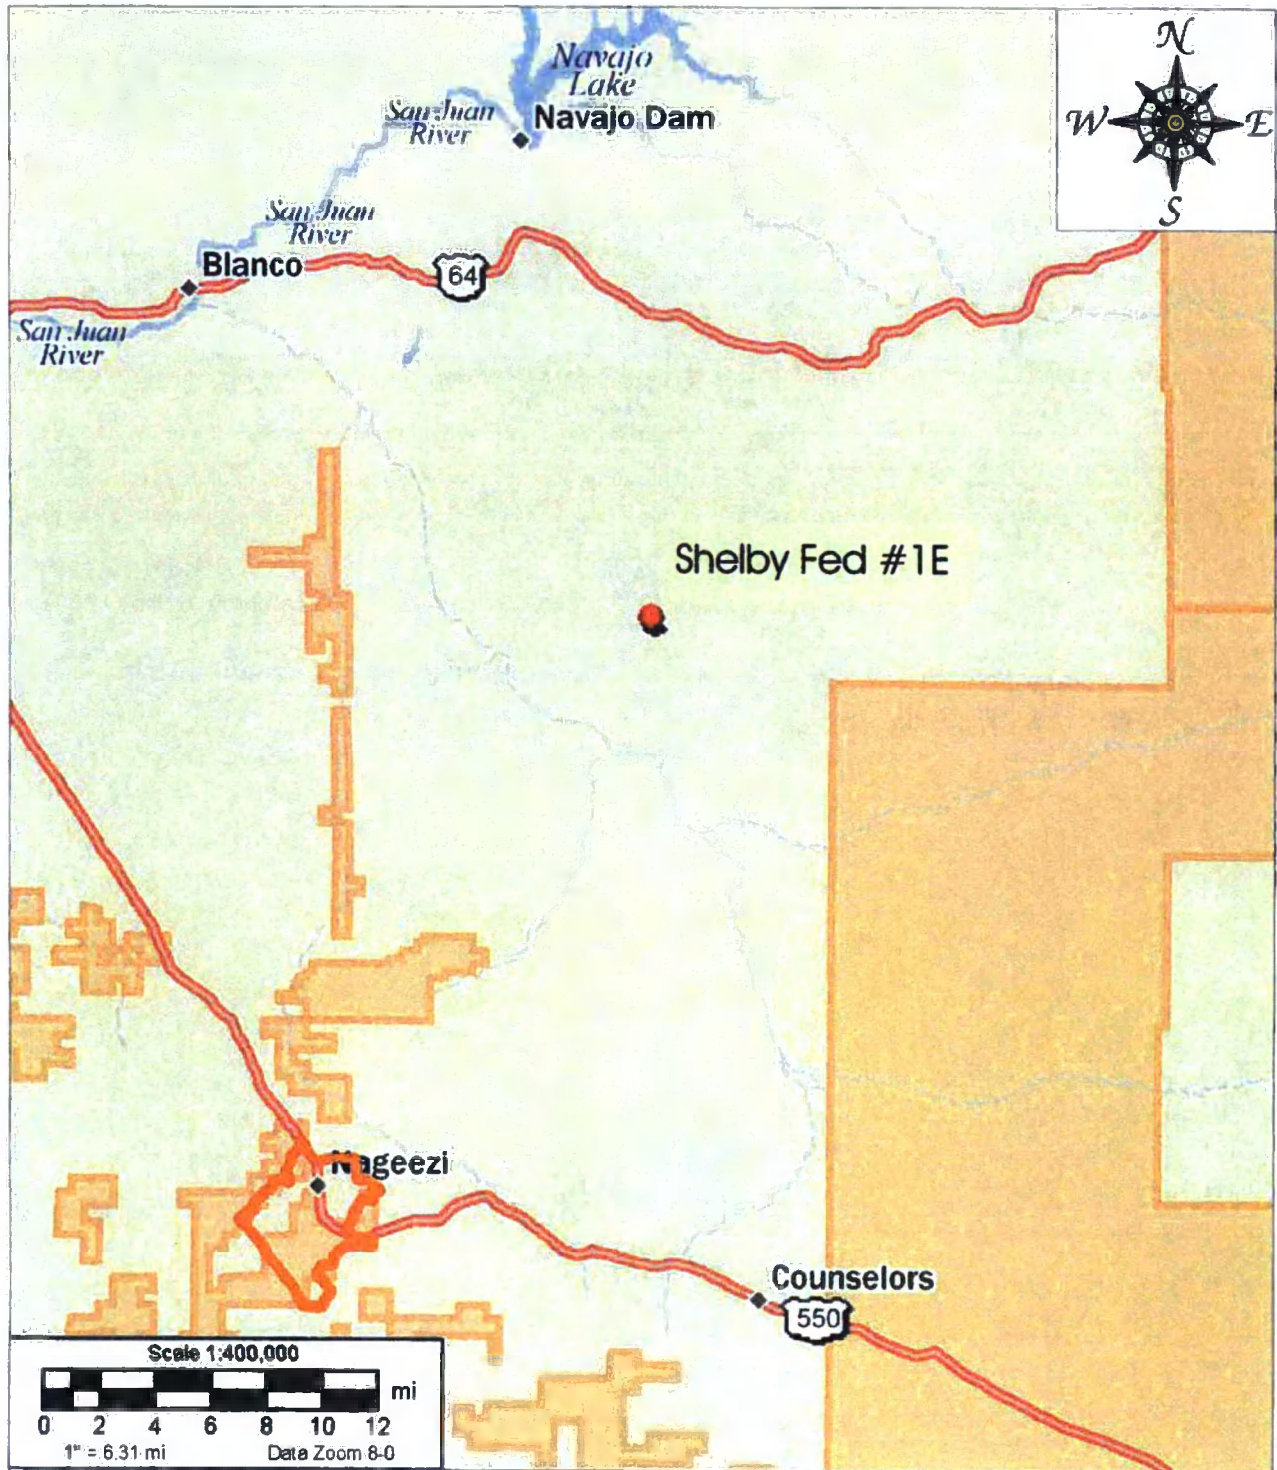 N
Navajo
Lake
San Juan
River
Navajo Dam
W
E
S
San Juan
River
Blanco
64
San Juan
River
Shelby Fed #1E
Nageezi
Counselors
550
Scale 1:400,000
mi
0 2 4 6 8 10 12
1" = 6.31 mi Data Zoom 8-0